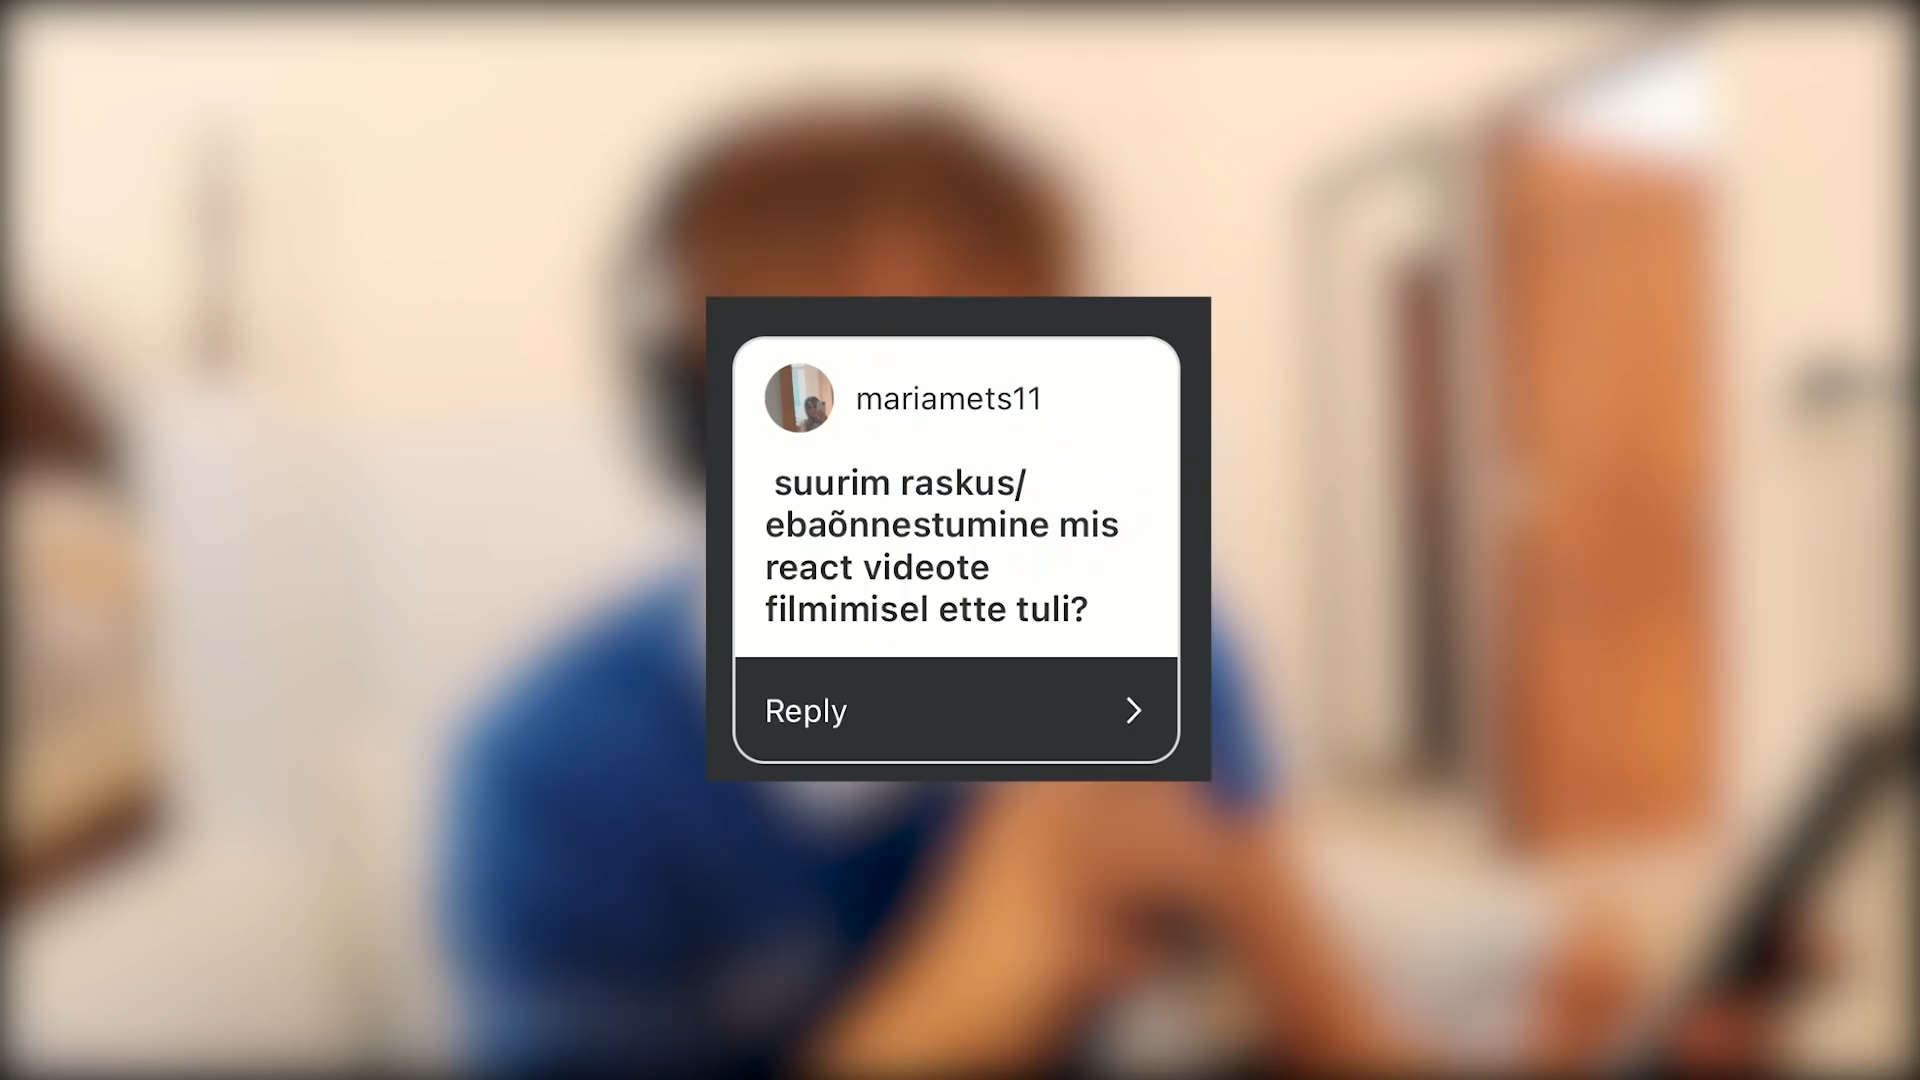 mariamets11
suurim raskus/
ebaõnnestumine mis
react videote
filmimisel ette tuli?
Reply